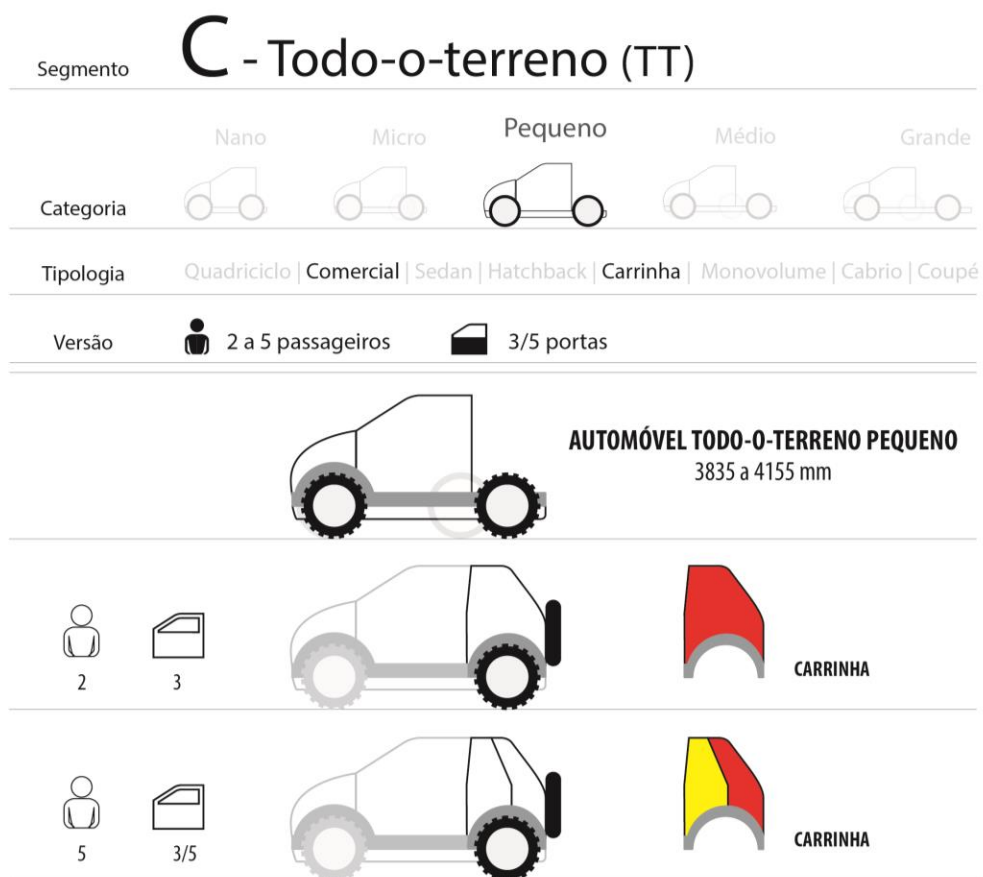 Segmento C - Todo-o-terreno (TT)
Nano Micro Pequeno Médio Grande
Categoria
Tipologia Quadriciclo | Comercial | Sedan | Hatchback | Carrinha | Monovolume | Cabrio | Coupé
Versão 2 a 5 passageiros 3/5 portas
AUTOMÓVEL TODO-O-TERRENO PEQUENO
3835 a 4155 mm
2 3 CARRINHA
5 3/5 CARRINHA